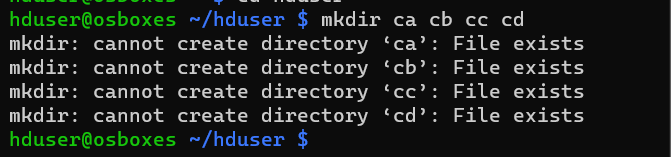 hduser@osboxes ~/hduser $ mkdir ca cb cc cd
mkdir: cannot create directory ‘ca’: File exists
mkdir: cannot create directory ‘cb’: File exists
mkdir: cannot create directory ‘cc’: File exists
mkdir: cannot create directory ‘cd’: File exists
hduser@osboxes ~/hduser $